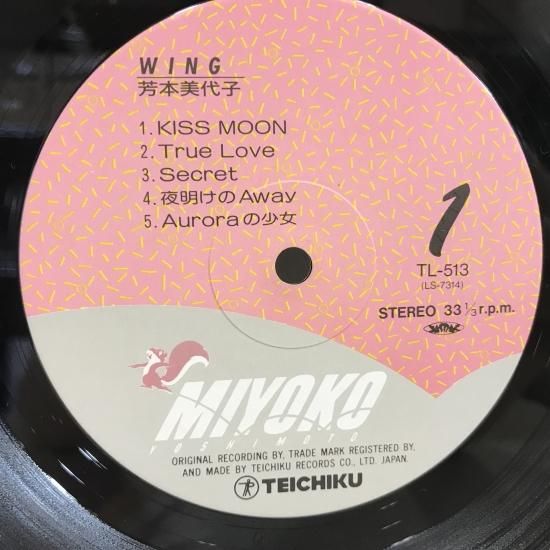 WING
芳本美代子
1. KISS MOON
2. True Love
3. Secret
4. 夜明けのAway
5. Auroraの少女
1
TL-513
(LS-7314)
STEREO 33 1/3 r.p.m.
MIYOKO
YOSHIMOTO
ORIGINAL RECORDING BY, TRADE MARK REGISTERED BY,
AND MADE BY TEICHIKU RECORDS CO., LTD. JAPAN.
TEICHIKU